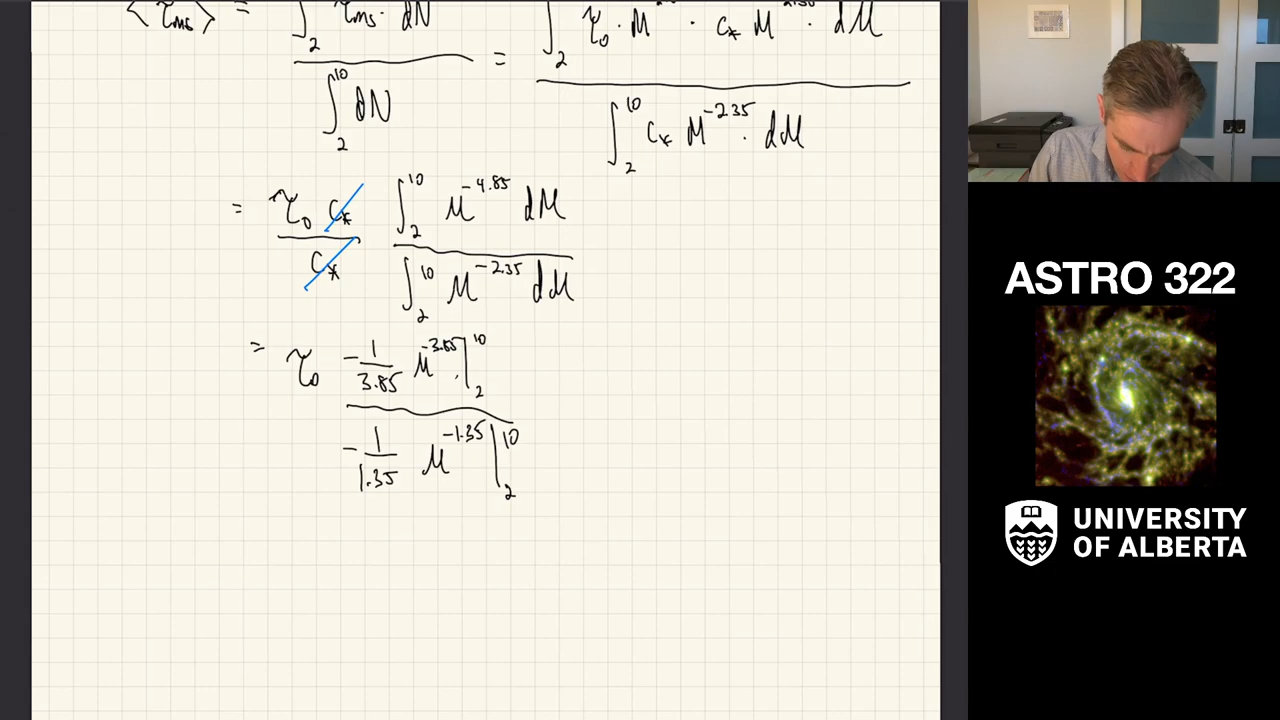 ⟨τ_ms⟩ = ∫_2 τ_ms · dN / ∫_2^10 dN = ∫_2 τ_0 · M · C_* M · dM / ∫_2^10 C_* M^-2.35 · dM
= τ_0 C_* / C_* ∫_2^10 M^-4.85 dM / ∫_2^10 M^-2.35 dM
= τ_0 -1/3.85 M^-3.85 |_2^10 / -1/1.35 M^-1.35 |_2^10
ASTRO 322
UNIVERSITY
OF ALBERTA